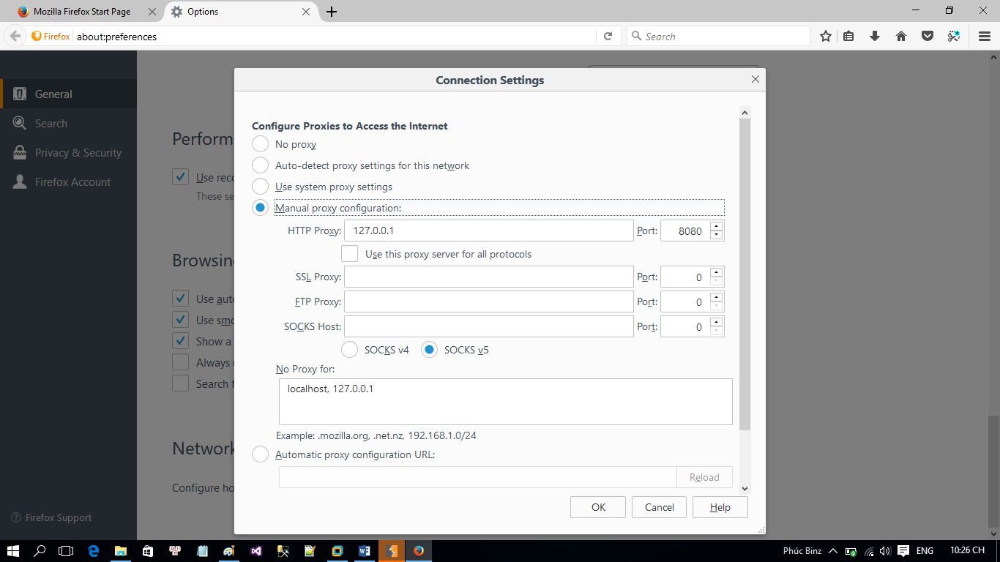 Mozilla Firefox Start Page
Options
Firefox
about:preferences
Search
General
Search
Privacy & Security
Firefox Account
Firefox Support
Perform
Use reco
These se
Browsing
Use auto
Use smo
Show a
Always
Search f
Network
Configure ho
Connection Settings
Configure Proxies to Access the Internet
No proxy
Auto-detect proxy settings for this network
Use system proxy settings
Manual proxy configuration:
HTTP Proxy: 127.0.0.1 Port: 8080
Use this proxy server for all protocols
SSL Proxy: Port: 0
FTP Proxy: Port: 0
SOCKS Host: Port: 0
SOCKS v4 SOCKS v5
No Proxy for:
localhost, 127.0.0.1
Example: .mozilla.org, .net.nz, 192.168.1.0/24
Automatic proxy configuration URL:
Reload
OK Cancel Help
Phúc Binz ENG 10:26 CH